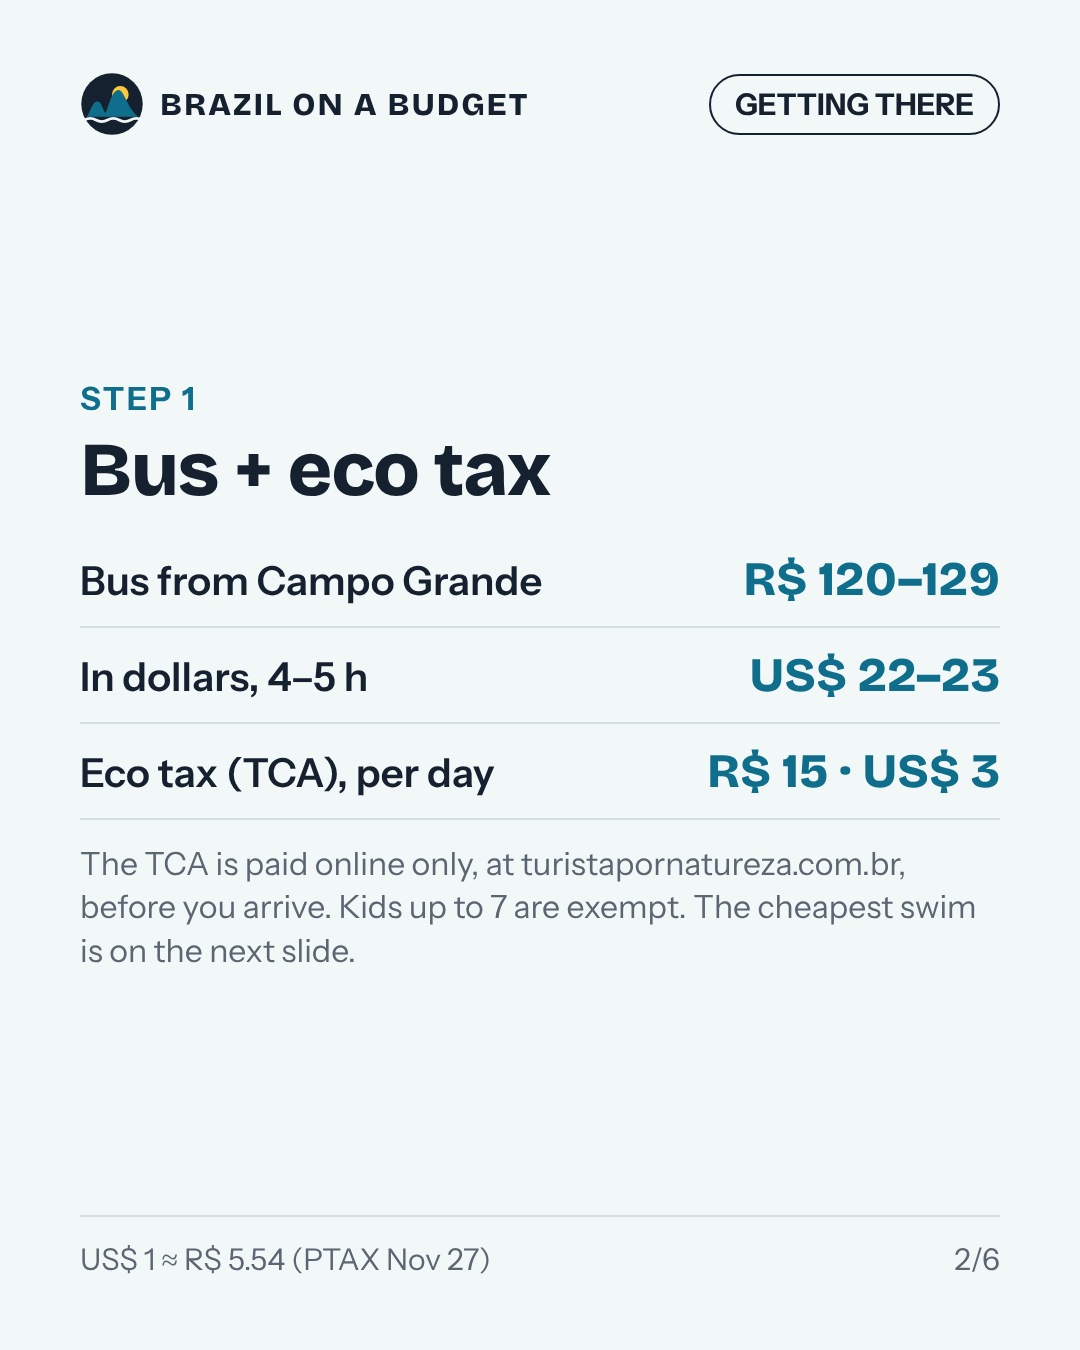 BRAZIL ON A BUDGET
GETTING THERE
STEP 1
Bus + eco tax
Bus from Campo Grande R$ 120–129
In dollars, 4–5 h US$ 22–23
Eco tax (TCA), per day R$ 15 · US$ 3
The TCA is paid online only, at turistapornatureza.com.br,
before you arrive. Kids up to 7 are exempt. The cheapest swim
is on the next slide.
US$ 1 ≈ R$ 5.54 (PTAX Nov 27) 2/6